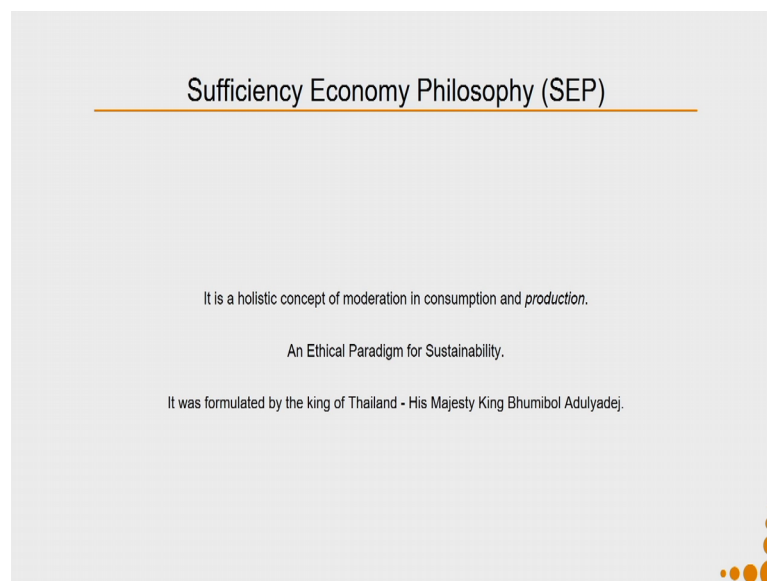 Sufficiency Economy Philosophy (SEP)
It is a holistic concept of moderation in consumption and production.
An Ethical Paradigm for Sustainability.
It was formulated by the king of Thailand - His Majesty King Bhumibol Adulyadej.